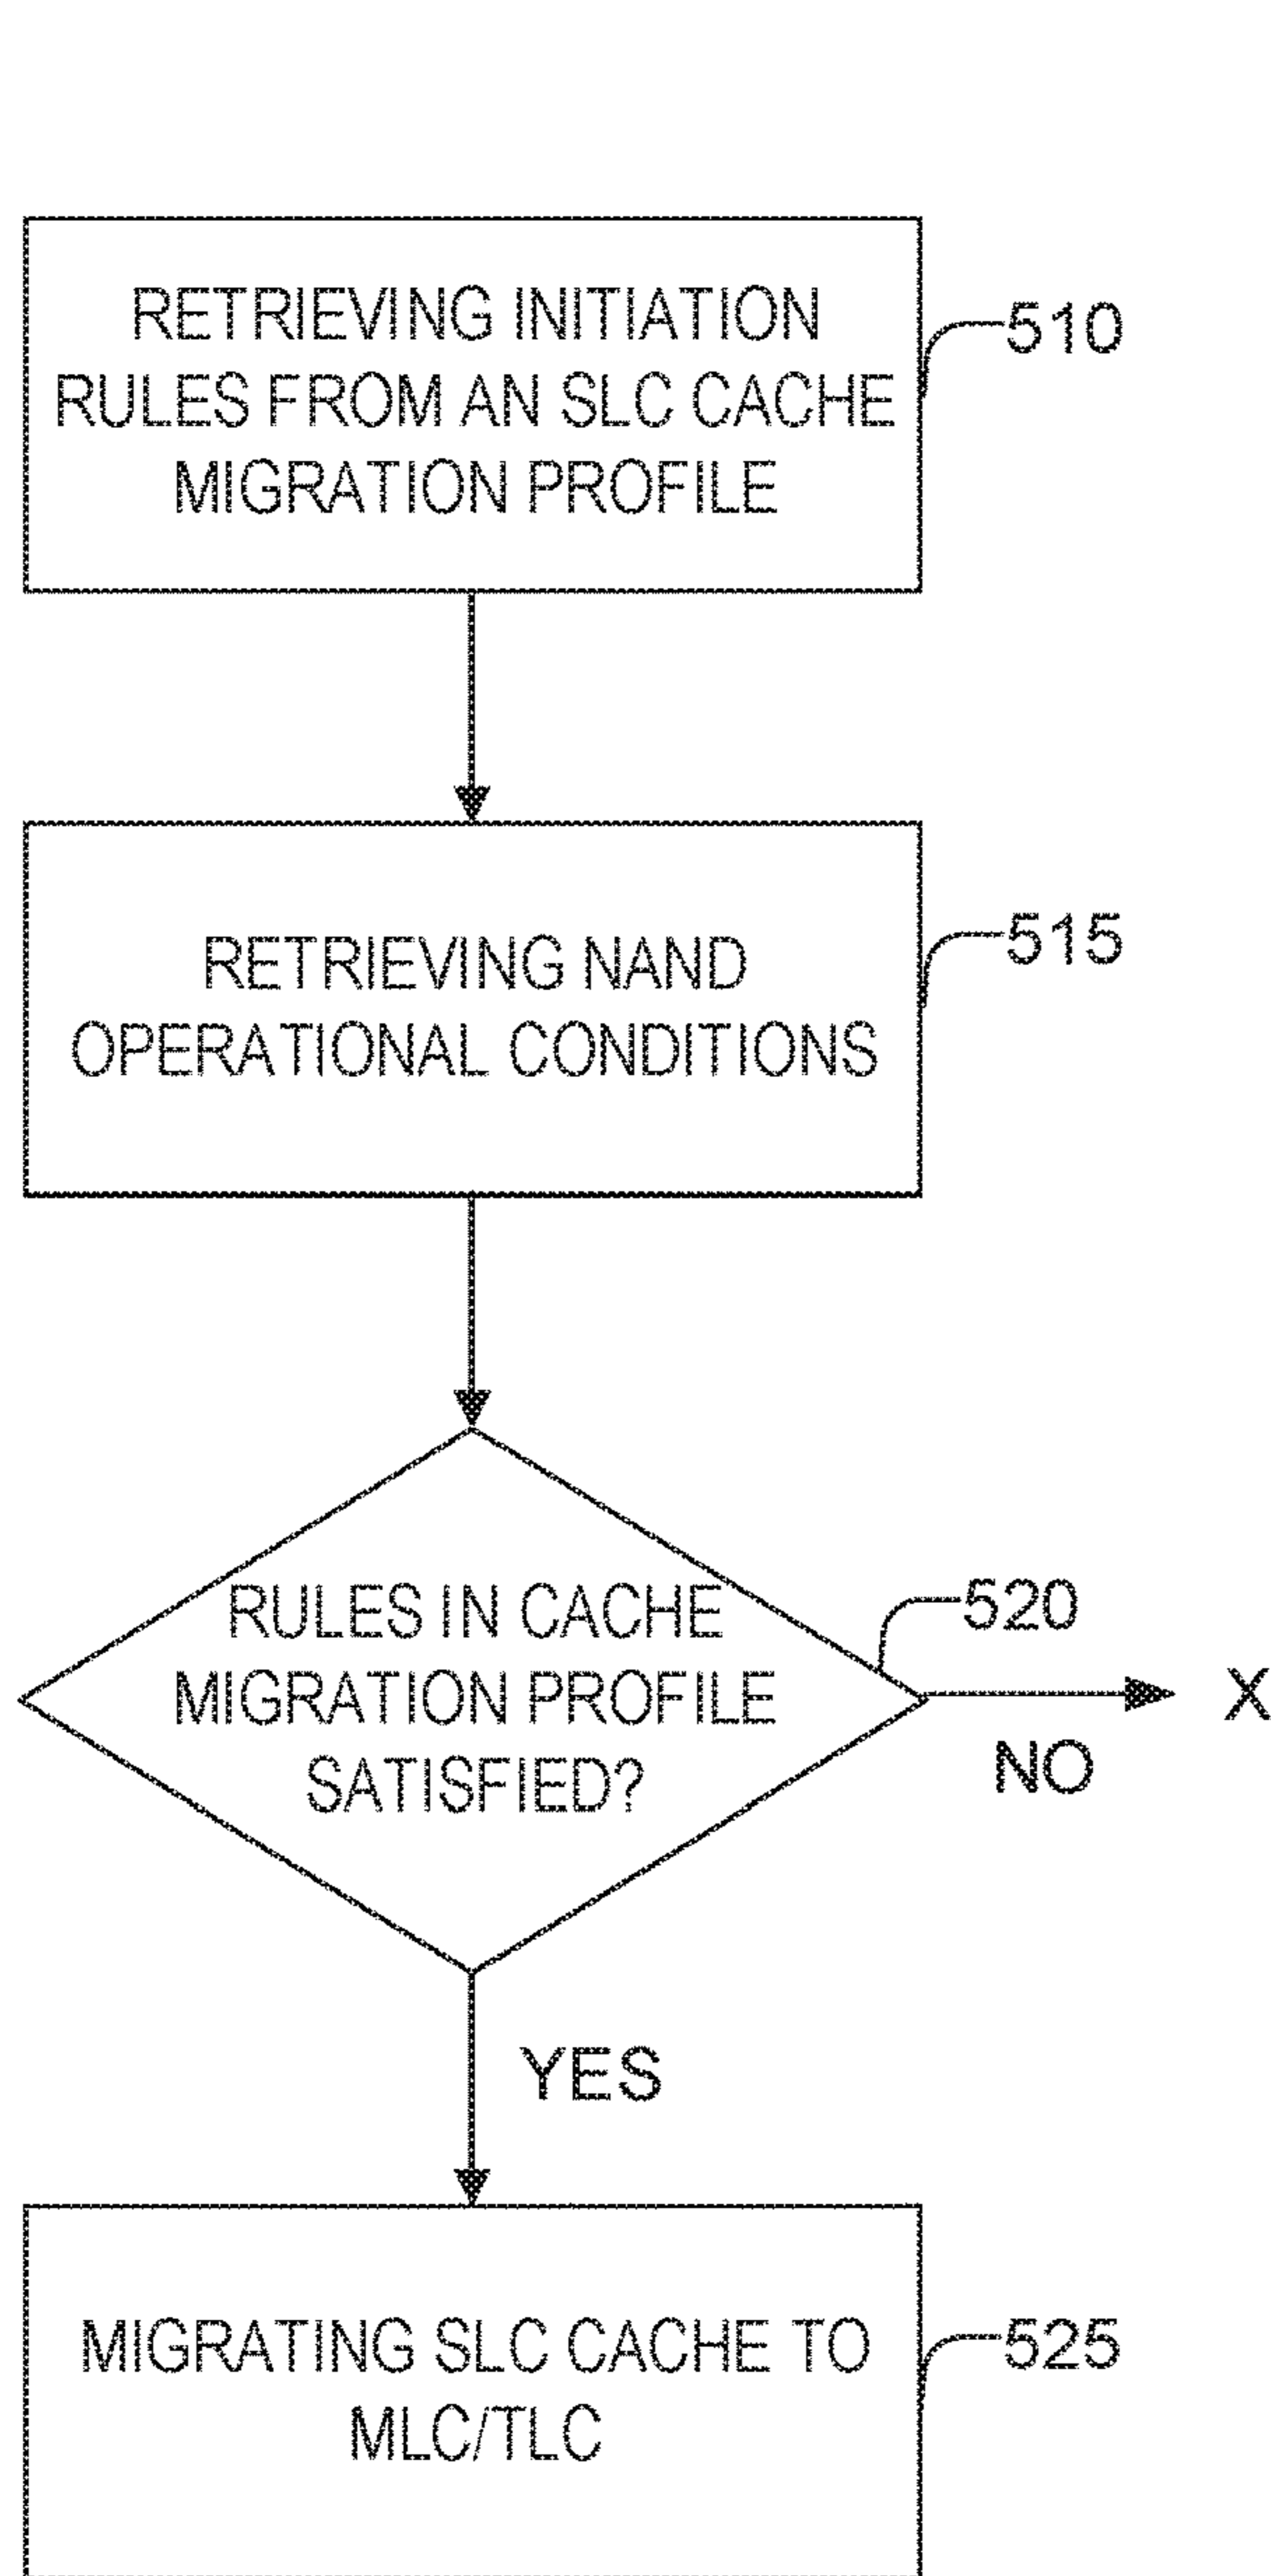 RETRIEVING INITIATION
RULES FROM AN SLC CACHE
MIGRATION PROFILE
510
RETRIEVING NAND
OPERATIONAL CONDITIONS
515
RULES IN CACHE
MIGRATION PROFILE
SATISFIED?
520
X
NO
YES
MIGRATING SLC CACHE TO
MLC/TLC
525